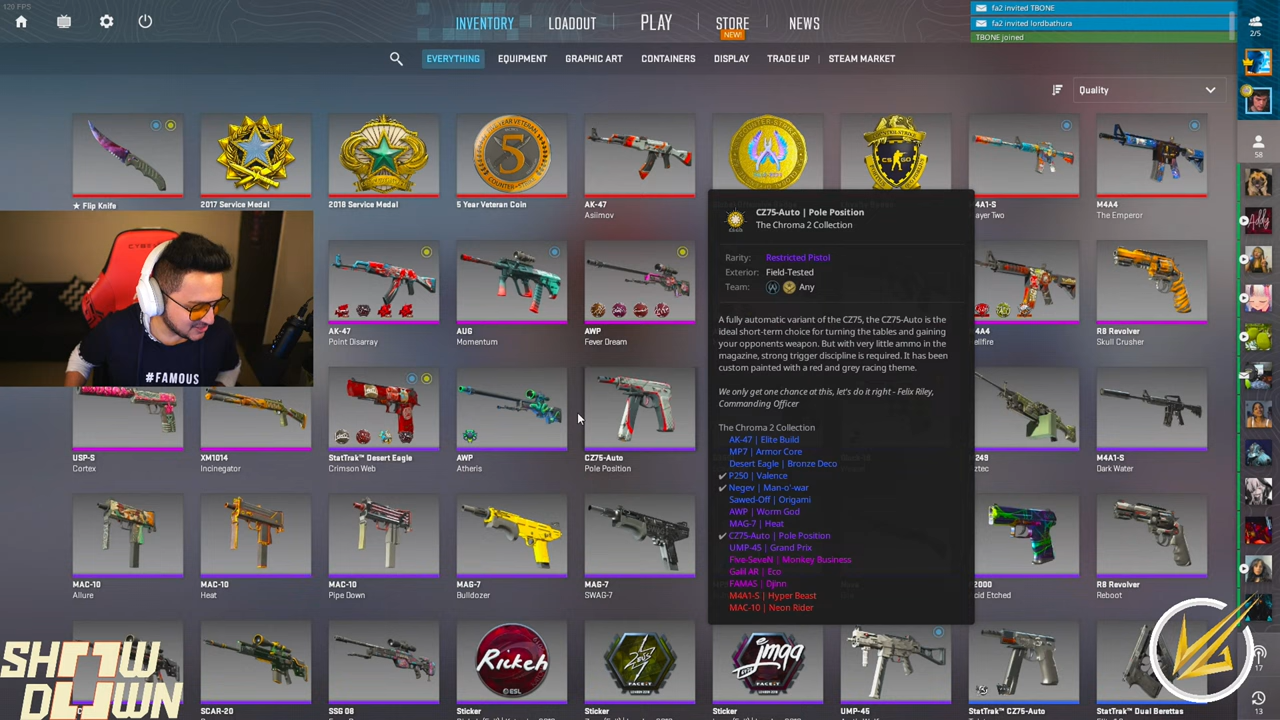 120 FPS
INVENTORY
LOADOUT
PLAY
STORE
NEW!
NEWS
fa2 invited TBONE
fa2 invited lordbathura
TBONE joined
2/5
EVERYTHING
EQUIPMENT
GRAPHIC ART
CONTAINERS
DISPLAY
TRADE UP
STEAM MARKET
Quality
58
★ Flip Knife
2017 Service Medal
2018 Service Medal
5 Year Veteran Coin
AK-47
Asiimov
M4A1-S
Player Two
M4A4
The Emperor
AK-47
Point Disarray
AUG
Momentum
AWP
Fever Dream
R8 Revolver
Skull Crusher
#FAMOUS
USP-S
Cortex
XM1014
Incinegator
StatTrak™ Desert Eagle
Crimson Web
AWP
Atheris
CZ75-Auto
Pole Position
M4A1-S
Dark Water
MAC-10
Allure
MAC-10
Heat
MAC-10
Pipe Down
MAG-7
Bulldozer
MAG-7
SWAG-7
R8 Revolver
Reboot
CZ75-Auto | Pole Position
The Chroma 2 Collection
Rarity: Restricted Pistol
Exterior: Field-Tested
Team: Any
A fully automatic variant of the CZ75, the CZ75-Auto is the
ideal short-term choice for turning the tables and gaining
your opponents weapon. But with very little ammo in the
magazine, strong trigger discipline is required. It has been
custom painted with a red and grey racing theme.
We only get one chance at this, let's do it right - Felix Riley,
Commanding Officer
The Chroma 2 Collection
AK-47 | Elite Build
MP7 | Armor Core
Desert Eagle | Bronze Deco
✔ P250 | Valence
✔ Negev | Man-o'-war
Sawed-Off | Origami
AWP | Worm God
MAG-7 | Heat
✔ CZ75-Auto | Pole Position
UMP-45 | Grand Prix
Five-SeveN | Monkey Business
Galil AR | Eco
FAMAS | Djinn
M4A1-S | Hyper Beast
MAC-10 | Neon Rider
SHOWDOWN
SCAR-20
SSG 08
Sticker
Sticker
Sticker
UMP-45
StatTrak™ CZ75-Auto
StatTrak™ Dual Berettas
17
13